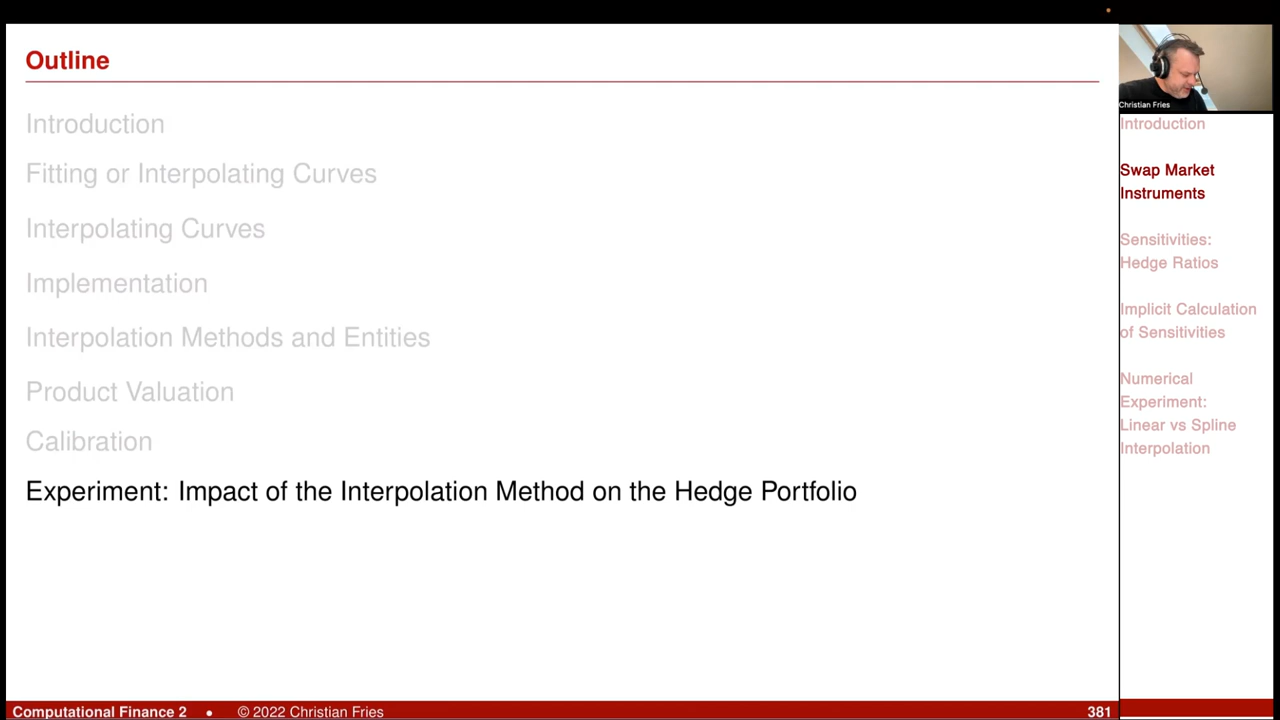 Outline
Introduction
Fitting or Interpolating Curves
Interpolating Curves
Implementation
Interpolation Methods and Entities
Product Valuation
Calibration
Experiment: Impact of the Interpolation Method on the Hedge Portfolio
Christian Fries
Introduction
Swap Market
Instruments
Sensitivities:
Hedge Ratios
Implicit Calculation
of Sensitivities
Numerical
Experiment:
Linear vs Spline
Interpolation
Computational Finance 2 • © 2022 Christian Fries 381